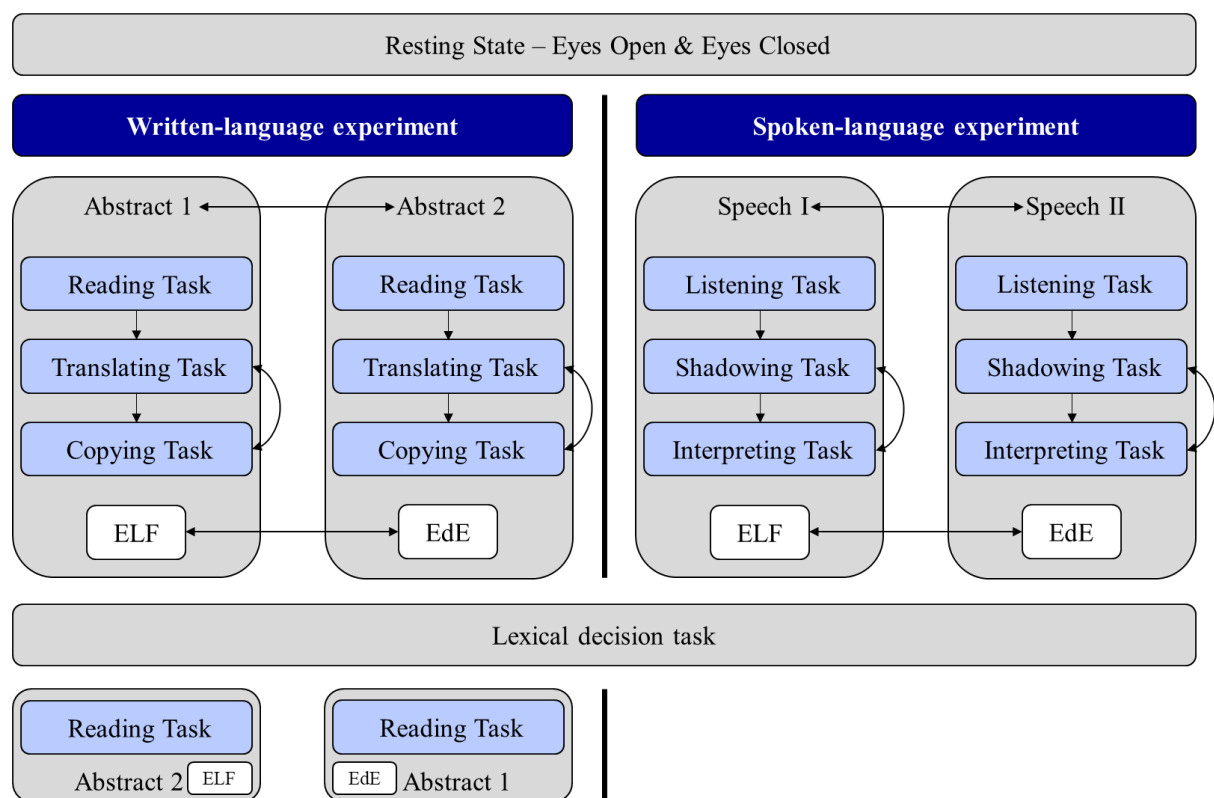 Resting State – Eyes Open & Eyes Closed
Written-language experiment
Abstract 1
Abstract 2
Reading Task
Reading Task
Translating Task
Translating Task
Copying Task
Copying Task
ELF
EdE
Spoken-language experiment
Speech I
Speech II
Listening Task
Listening Task
Shadowing Task
Shadowing Task
Interpreting Task
Interpreting Task
ELF
EdE
Lexical decision task
Reading Task
Abstract 2 ELF
Reading Task
EdE Abstract 1